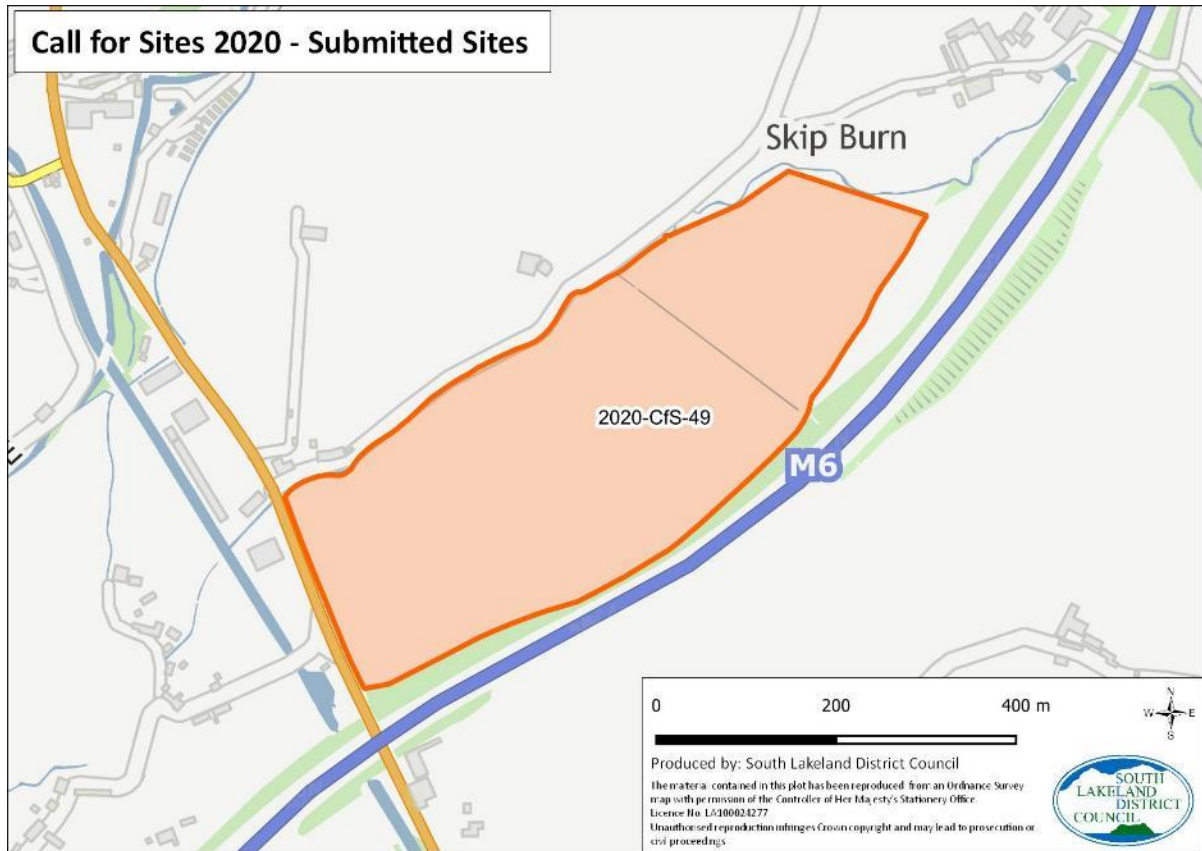 Call for Sites 2020 - Submitted Sites
Skip Burn
2020-CfS-49
M6
E
0 200 400 m
N
W E
S
Produced by: South Lakeland District Council
The material contained in this plot has been reproduced from an Ordnance Survey
map with permission of the Controller of Her Majesty's Stationery Office.
Licence No. LA100024277
Unauthorised reproduction infringes Crown copyright and may lead to prosecution or
civil proceedings
SOUTH
LAKELAND
DISTRICT
COUNCIL